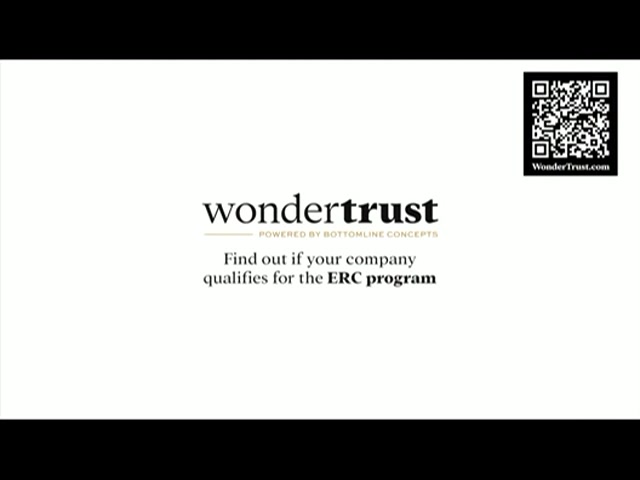 WonderTrust.com
wondertrust
POWERED BY BOTTOMLINE CONCEPTS
Find out if your company
qualifies for the ERC program